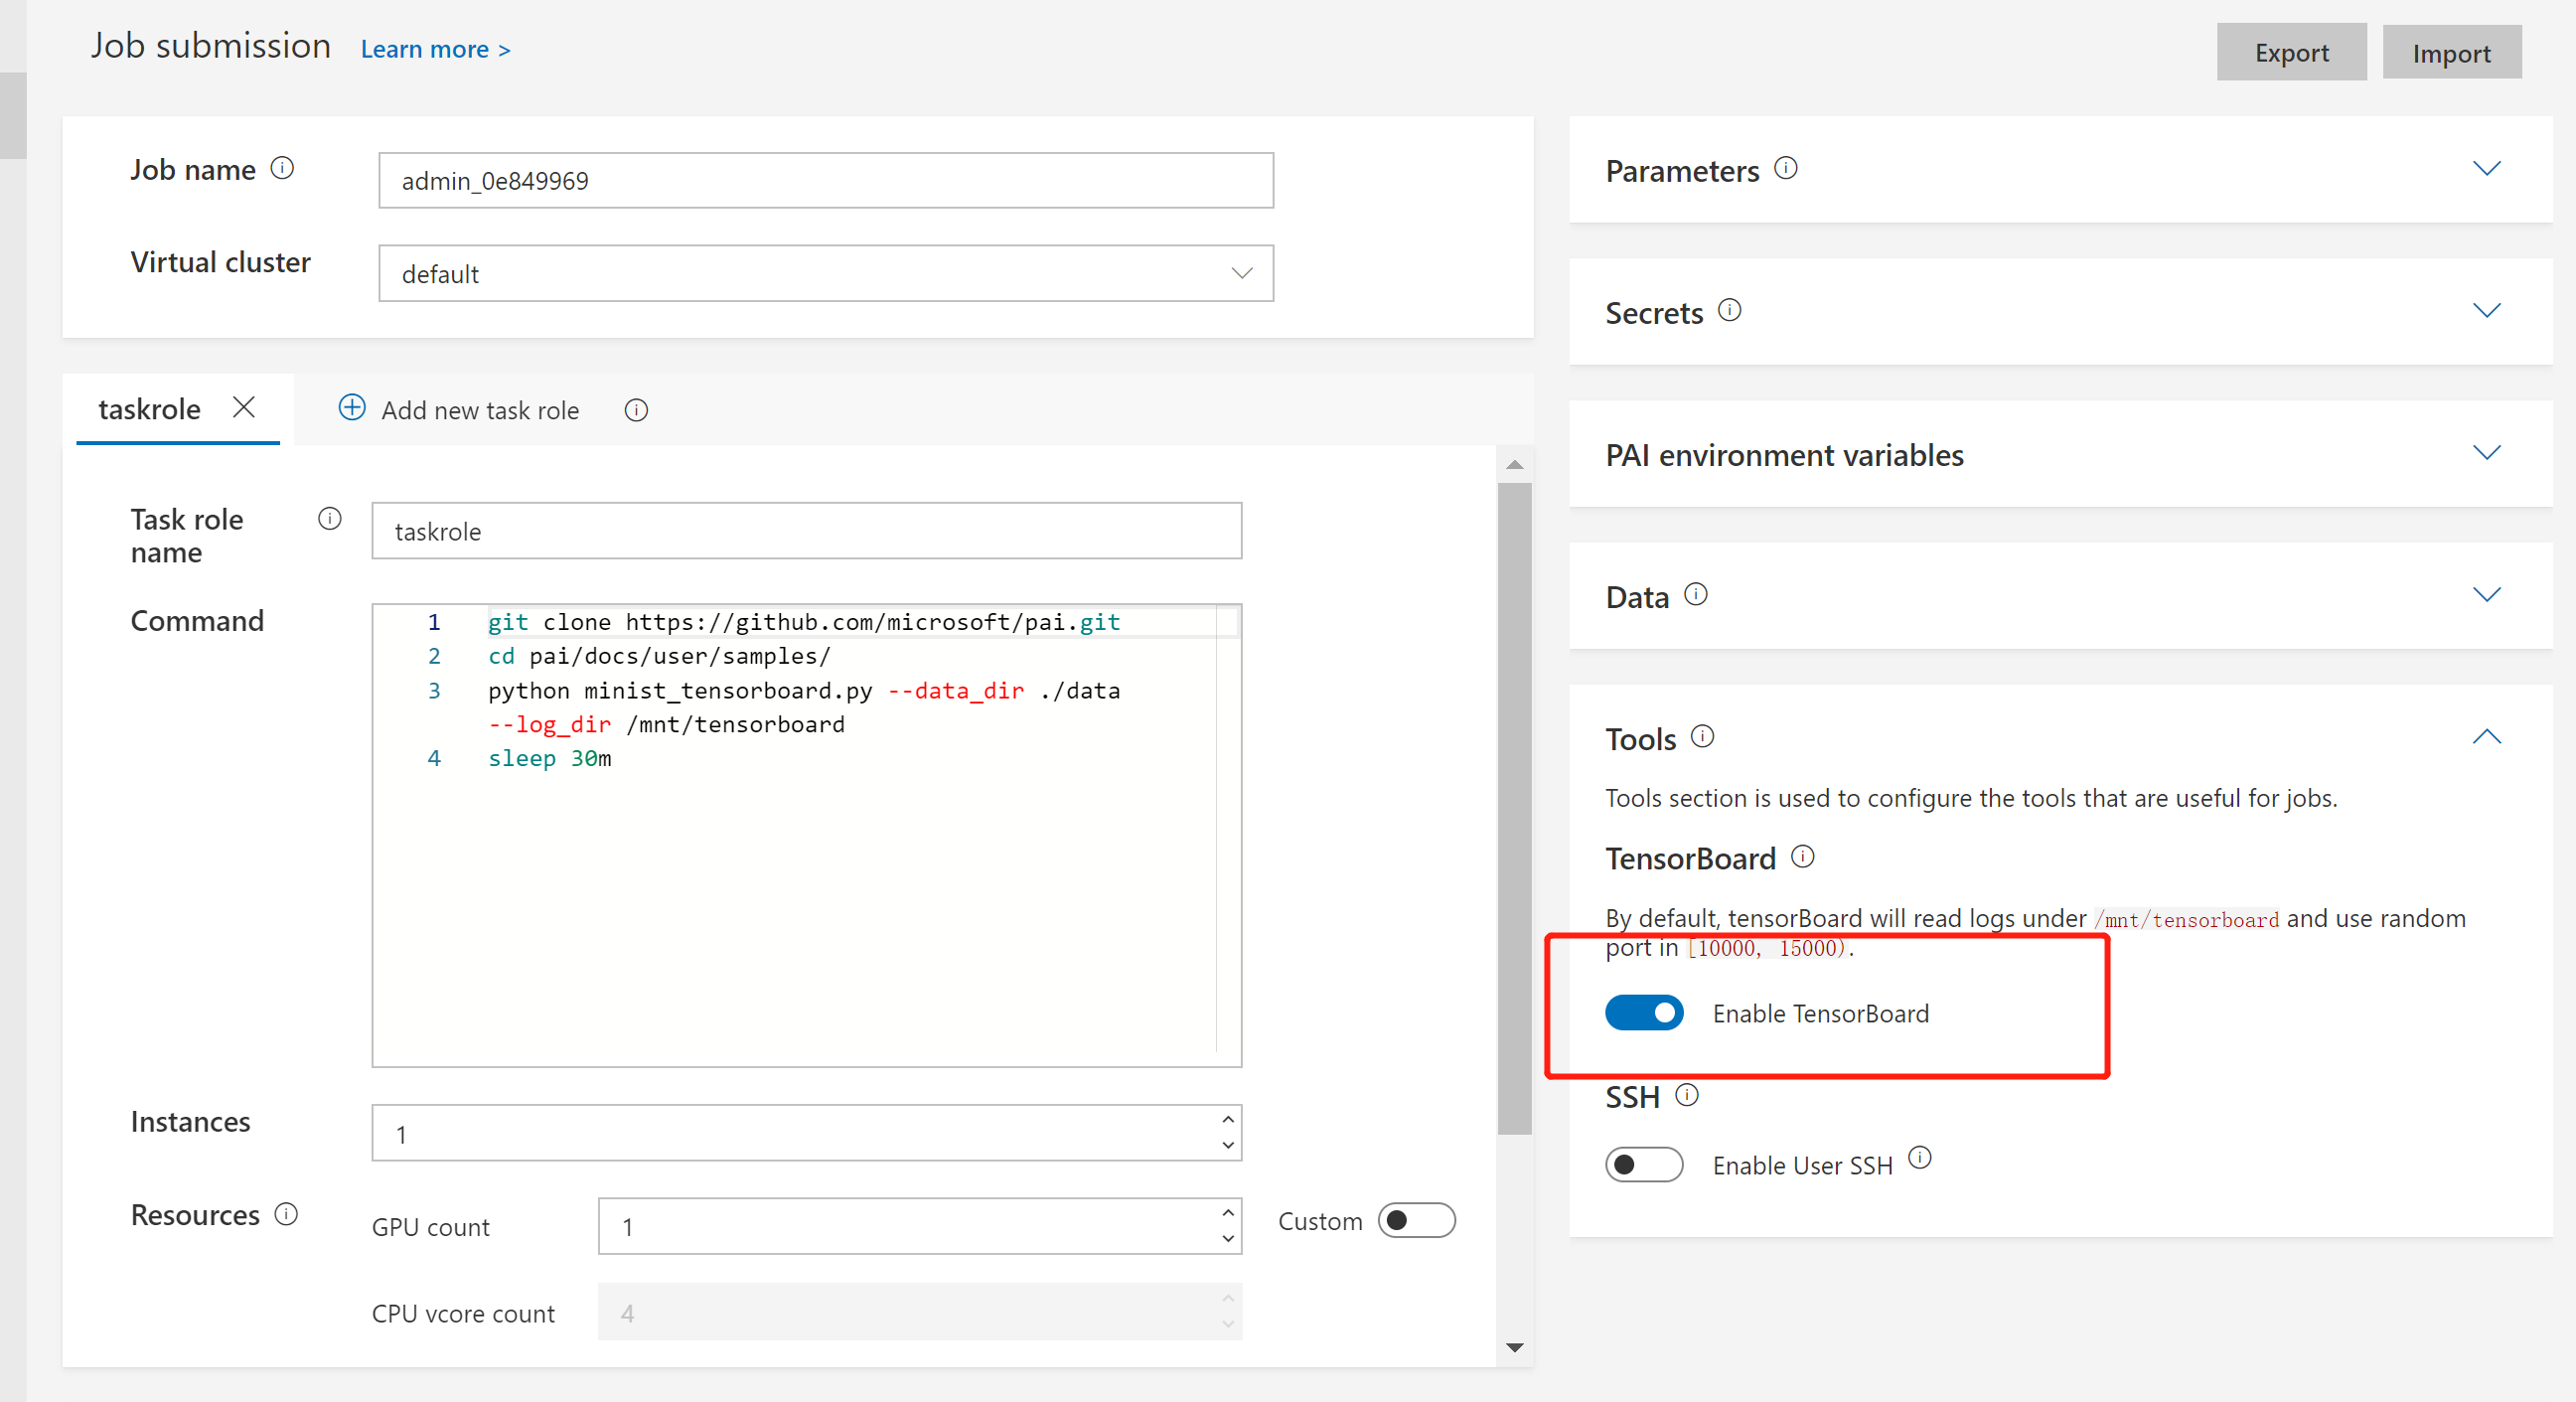 Job submission
Learn more >
Export
Import
Job name
admin_0e849969
Virtual cluster
default
taskrole
Add new task role
Task role
name
taskrole
Command
1 git clone https://github.com/microsoft/pai.git
2 cd pai/docs/user/samples/
3 python minist_tensorboard.py --data_dir ./data
--log_dir /mnt/tensorboard
4 sleep 30m
Instances
1
Resources
GPU count
1
Custom
CPU vcore count
4
Parameters
Secrets
PAI environment variables
Data
Tools
Tools section is used to configure the tools that are useful for jobs.
TensorBoard
By default, tensorBoard will read logs under /mnt/tensorboard and use random
port in [10000, 15000).
Enable TensorBoard
SSH
Enable User SSH